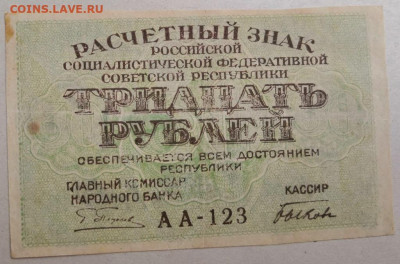 COINS.LAVE.RU
РАСЧЕТНЫЙ ЗНАК
РОССИЙСКОЙ
СОЦИАЛИСТИЧЕСКОЙ ФЕДЕРАТИВНОЙ
СОВЕТСКОЙ РЕСПУБЛИКИ
ТРИДЦАТЬ
РУБЛЕЙ
ОБЕСПЕЧИВАЕТСЯ ВСЕМ ДОСТОЯНИЕМ
РЕСПУБЛИКИ
ГЛАВНЫЙ КОМИССАР
НАРОДНОГО БАНКА
КАССИР
АА-123
Быков